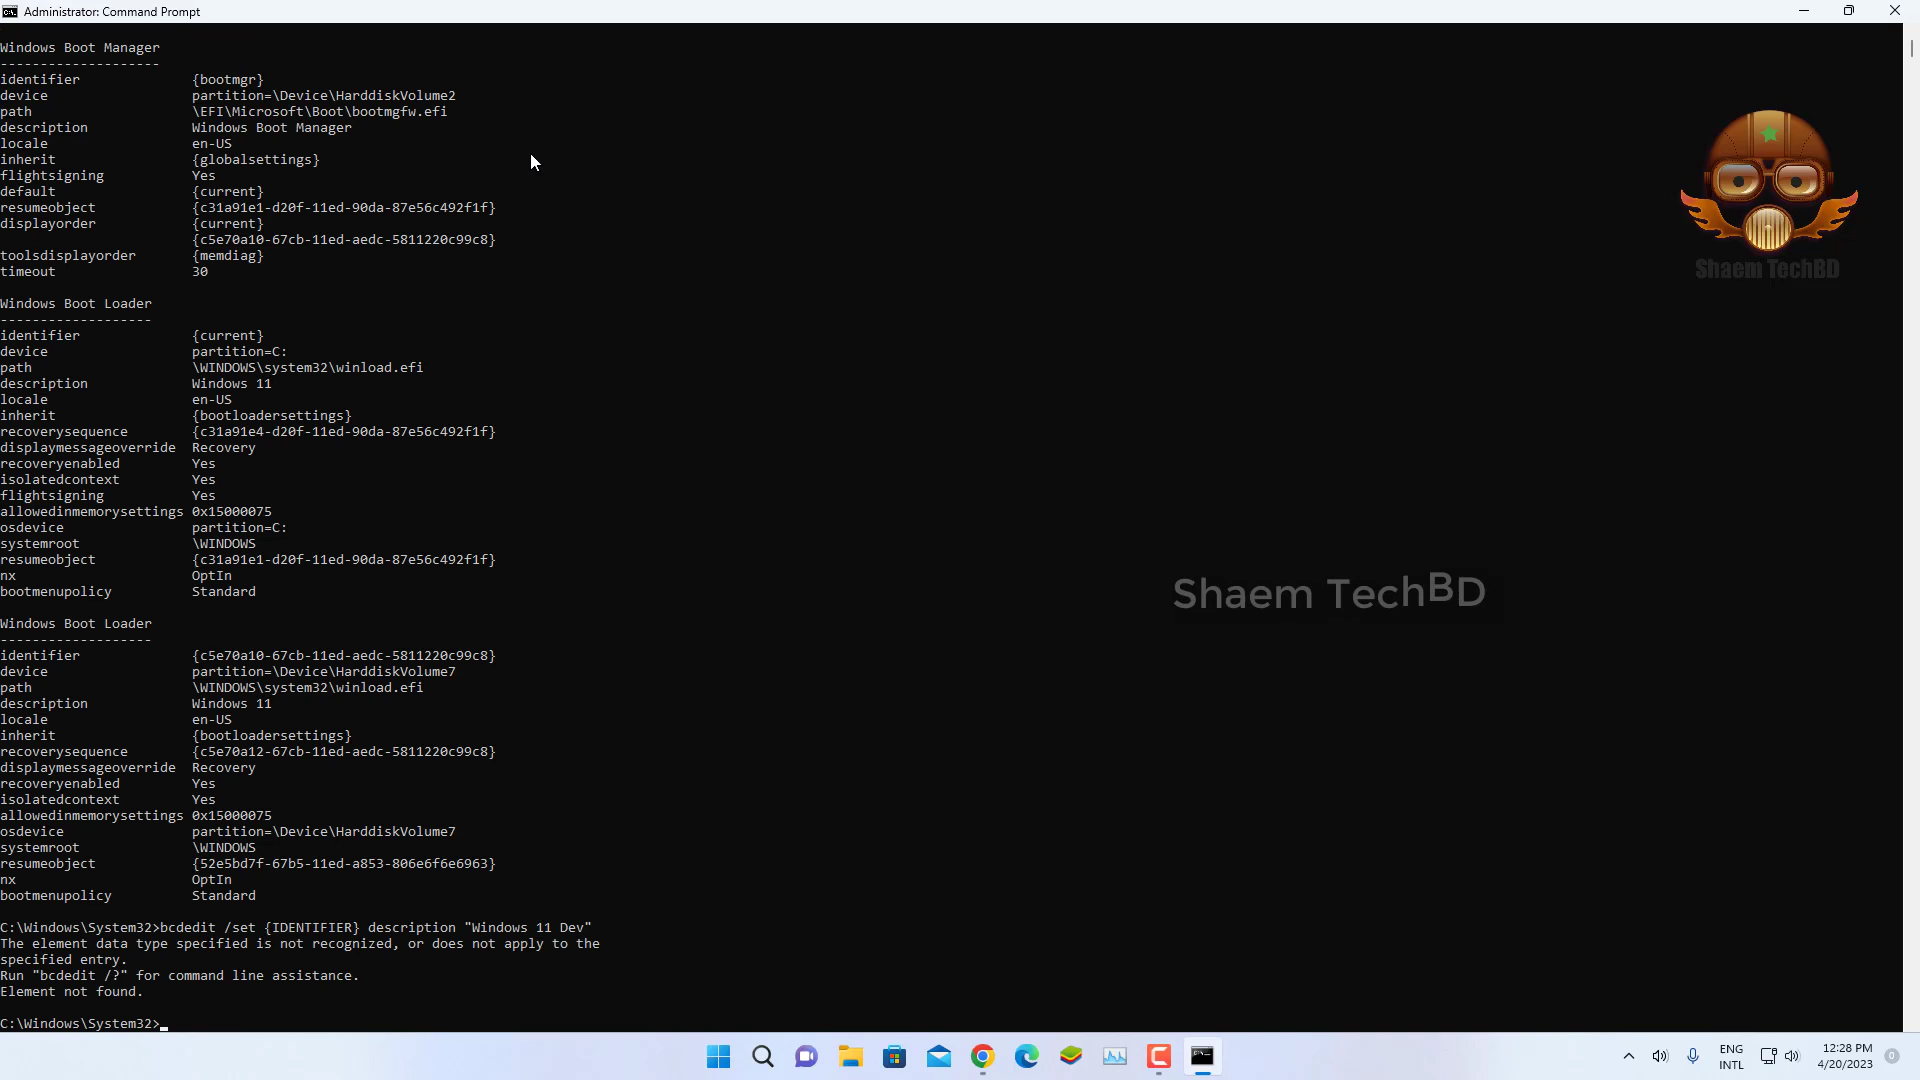 Administrator: Command Prompt
Windows Boot Manager
--------------------
identifier              {bootmgr}
device                  partition=\Device\HarddiskVolume2
path                    \EFI\Microsoft\Boot\bootmgfw.efi
description             Windows Boot Manager
locale                  en-US
inherit                 {globalsettings}
flightsigning           Yes
default                 {current}
resumeobject            {c31a91e1-d20f-11ed-90da-87e56c492f1f}
displayorder            {current}
                        {c5e70a10-67cb-11ed-aedc-5811220c99c8}
toolsdisplayorder       {memdiag}
timeout                 30
Shaem TechBD
Windows Boot Loader
-------------------
identifier              {current}
device                  partition=C:
path                    \WINDOWS\system32\winload.efi
description             Windows 11
locale                  en-US
inherit                 {bootloadersettings}
recoverysequence        {c31a91e4-d20f-11ed-90da-87e56c492f1f}
displaymessageoverride  Recovery
recoveryenabled         Yes
isolatedcontext         Yes
flightsigning           Yes
allowedinmemorysettings 0x15000075
osdevice                partition=C:
systemroot              \WINDOWS
resumeobject            {c31a91e1-d20f-11ed-90da-87e56c492f1f}
nx                      OptIn
bootmenupolicy          Standard
Shaem TechBD
Windows Boot Loader
-------------------
identifier              {c5e70a10-67cb-11ed-aedc-5811220c99c8}
device                  partition=\Device\HarddiskVolume7
path                    \WINDOWS\system32\winload.efi
description             Windows 11
locale                  en-US
inherit                 {bootloadersettings}
recoverysequence        {c5e70a12-67cb-11ed-aedc-5811220c99c8}
displaymessageoverride  Recovery
recoveryenabled         Yes
isolatedcontext         Yes
allowedinmemorysettings 0x15000075
osdevice                partition=\Device\HarddiskVolume7
systemroot              \WINDOWS
resumeobject            {52e5bd7f-67b5-11ed-a853-806e6f6e6963}
nx                      OptIn
bootmenupolicy          Standard
C:\Windows\System32>bcdedit /set {IDENTIFIER} description "Windows 11 Dev"
The element data type specified is not recognized, or does not apply to the
specified entry.
Run "bcdedit /?" for command line assistance.
Element not found.
C:\Windows\System32>
ENG
INTL
12:28 PM
4/20/2023
0